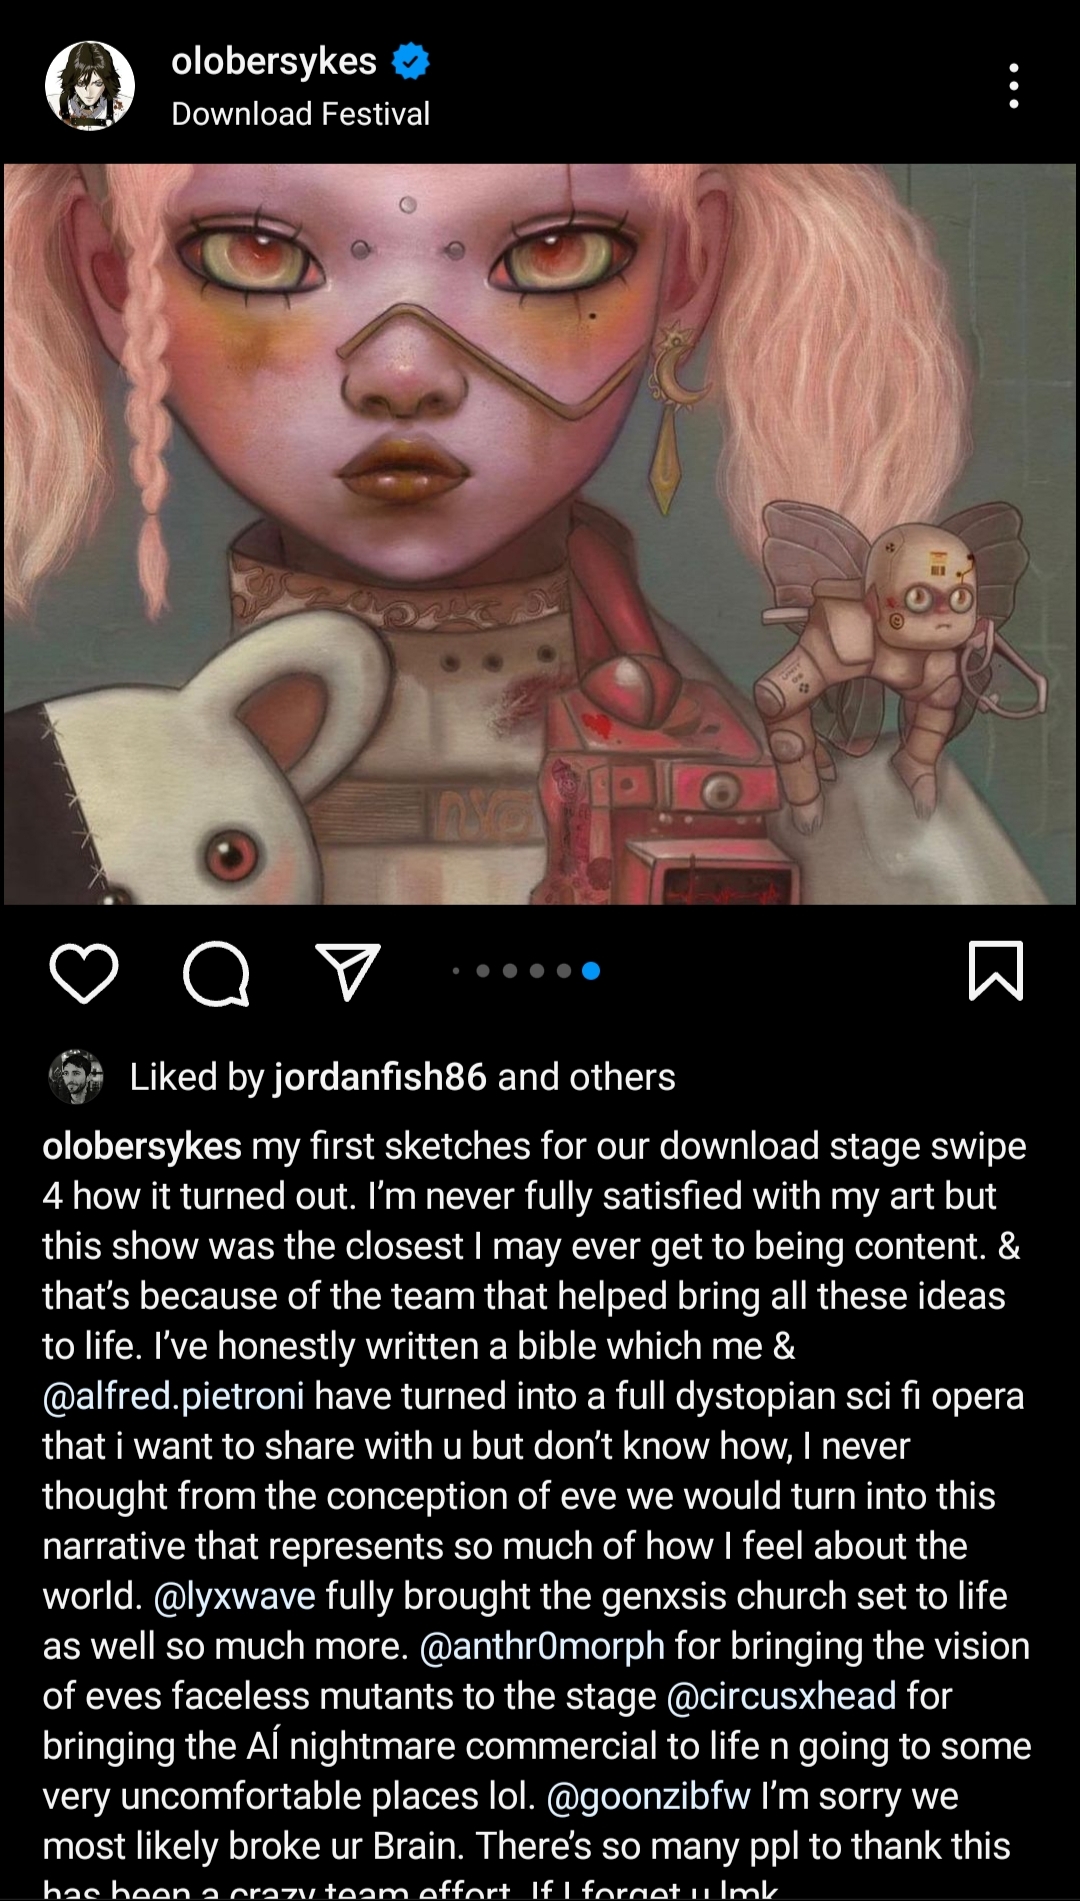 olobersykes
Download Festival
Liked by jordanfish86 and others
olobersykes my first sketches for our download stage swipe
4 how it turned out. I’m never fully satisfied with my art but
this show was the closest I may ever get to being content. &
that’s because of the team that helped bring all these ideas
to life. I’ve honestly written a bible which me &
@alfred.pietroni have turned into a full dystopian sci fi opera
that i want to share with u but don’t know how, I never
thought from the conception of eve we would turn into this
narrative that represents so much of how I feel about the
world. @lyxwave fully brought the genxsis church set to life
as well so much more. @anthr0morph for bringing the vision
of eves faceless mutants to the stage @circusxhead for
bringing the AÍ nightmare commercial to life n going to some
very uncomfortable places lol. @goonzibfw I’m sorry we
most likely broke ur Brain. There’s so many ppl to thank this
has been a crazy team effort. If I forget u lmk